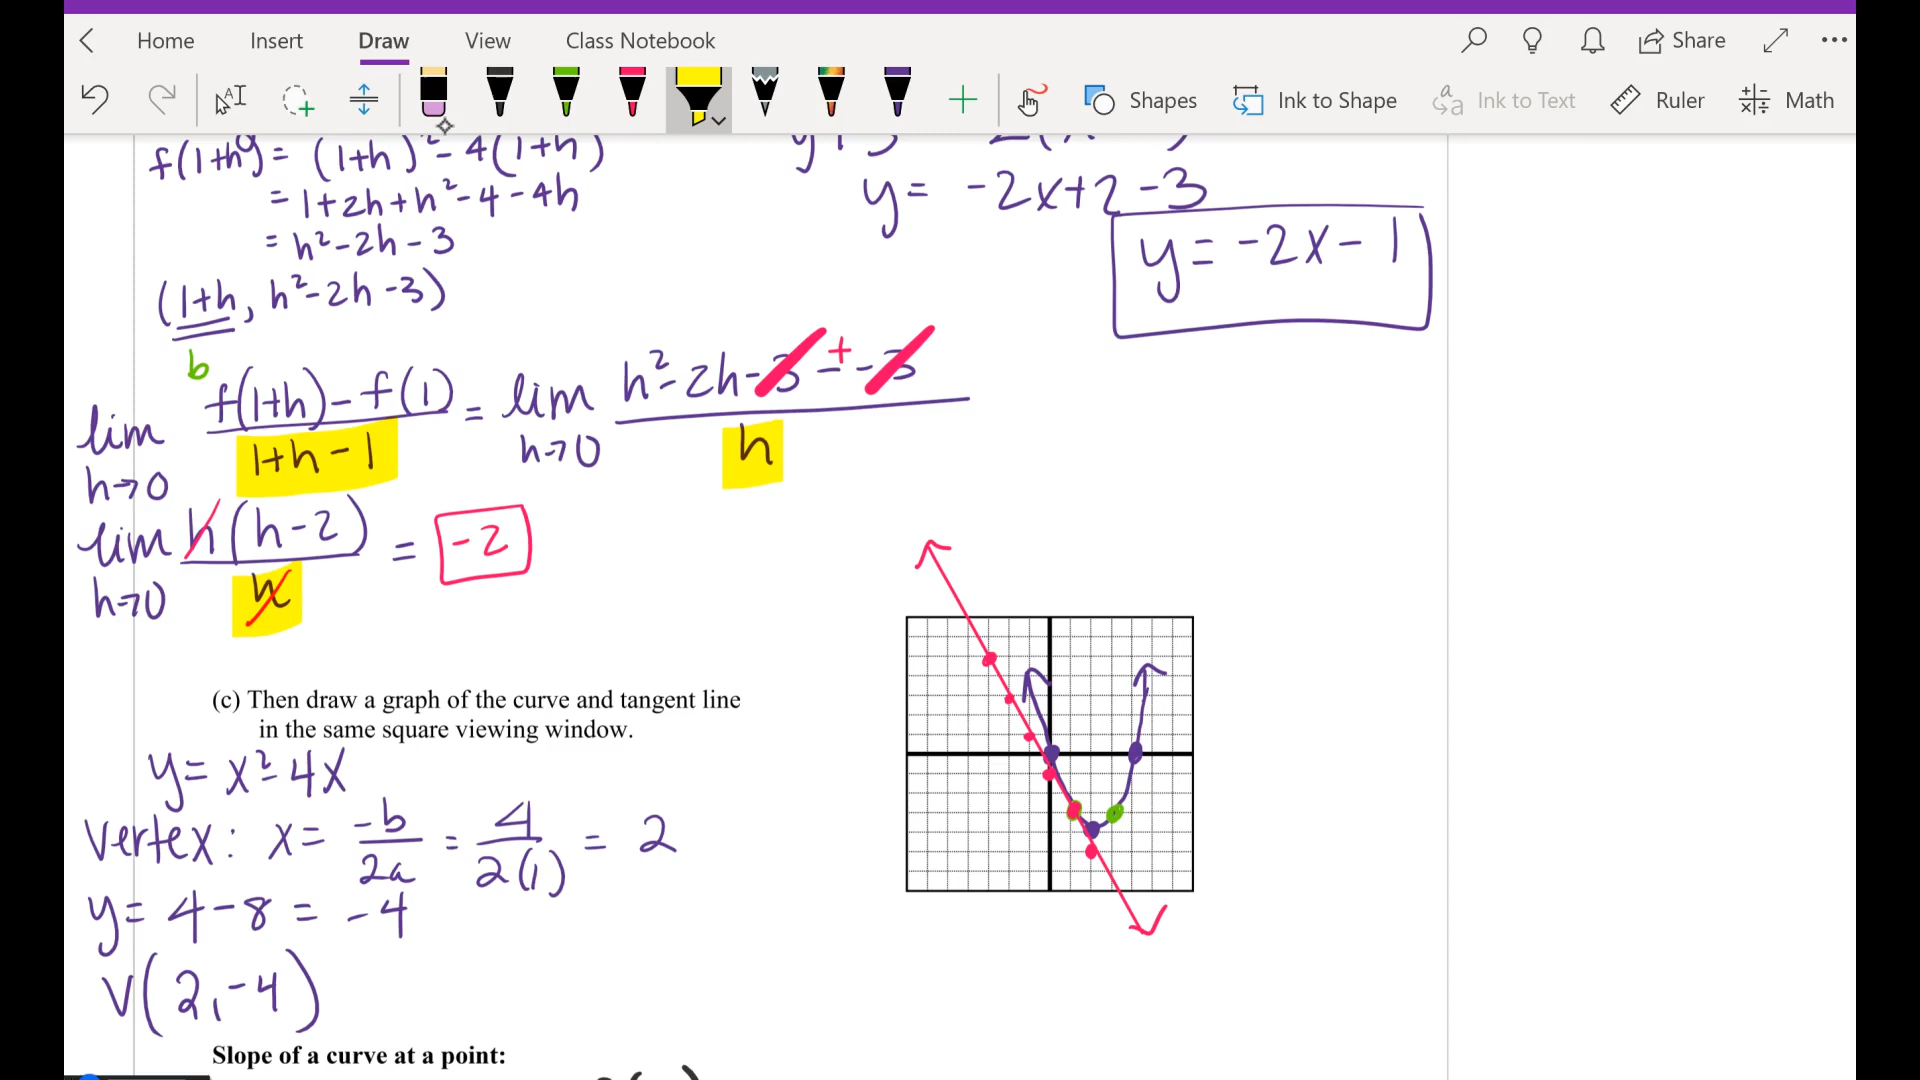 Home Insert Draw View Class Notebook Share
Shapes Ink to Shape Ink to Text Ruler Math
f(1+h) = (1+h)² - 4(1+h)
= 1+2h+h²-4-4h
= h²-2h-3
(1+h, h²-2h-3)
y = -2x+2-3
y = -2x-1
b
lim h→0 f(1+h)-f(1) / 1+h-1 = lim h→0 h²-2h-3 - + -3 / h
lim h→0 h(h-2) / h = -2
(c) Then draw a graph of the curve and tangent line
in the same square viewing window.
y = x²-4x
Vertex: x = -b/2a = 4/2(1) = 2
y = 4-8 = -4
V(2,-4)
Slope of a curve at a point: